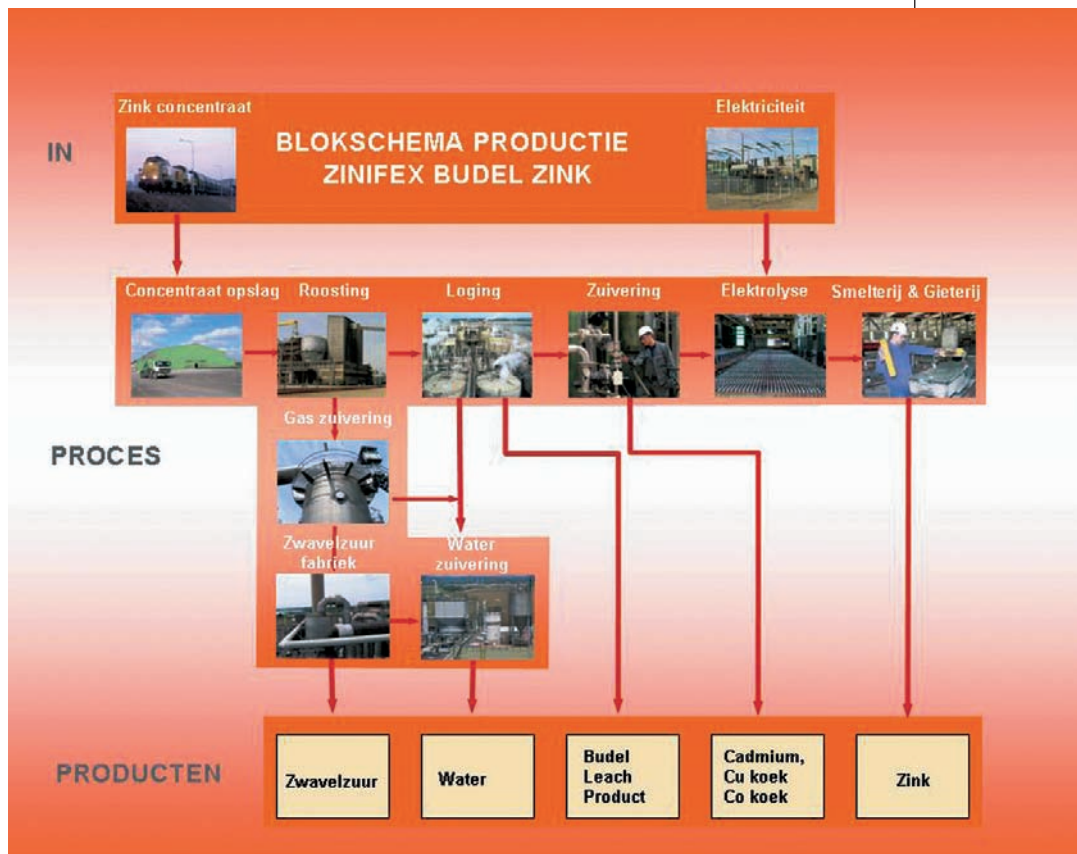 Zink concentraat
Elektriciteit
IN
BLOKSCHEMA PRODUCTIE
ZINIFEX BUDEL ZINK
Concentraat opslag
Roosting
Loging
Zuivering
Elektrolyse
Smelterij & Gieterij
Gas zuivering
PROCES
Zwavelzuur
fabriek
Water
zuivering
PRODUCTEN
Zwavelzuur
Water
Budel
Leach
Product
Cadmium,
Cu koek
Co koek
Zink